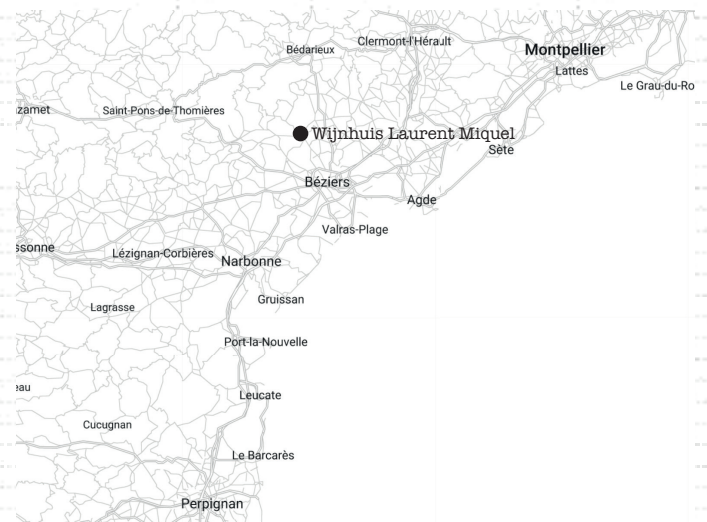 Clermont-l'Hérault
Bédarieux
Montpellier
Lattes
Le Grau-du-Ro
zamet
Saint-Pons-de-Thomières
Wijnhuis Laurent Miquel
Sète
Béziers
Agde
Valras-Plage
ssonne
Lézignan-Corbières
Narbonne
Gruissan
Lagrasse
Port-la-Nouvelle
eau
Leucate
Cucugnan
Le Barcarès
Perpignan